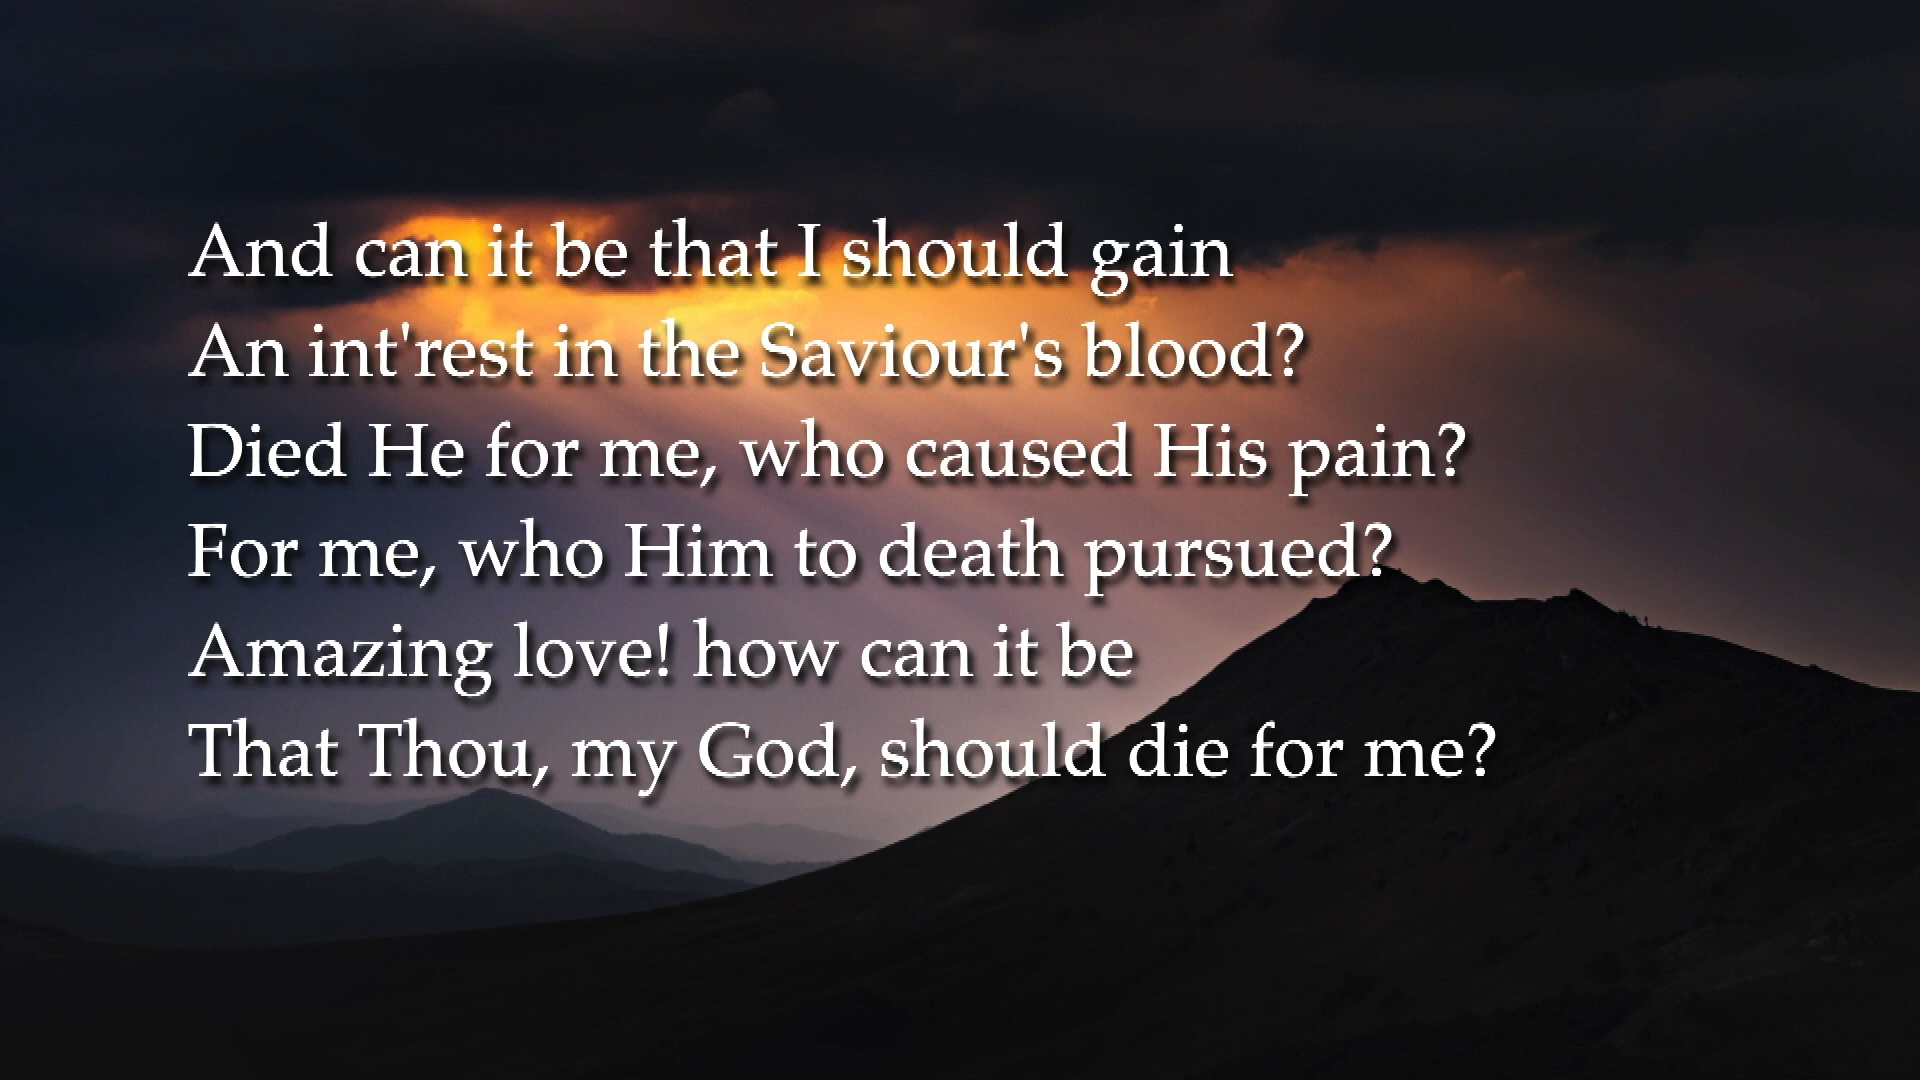 And can it be that I should gain
An int'rest in the Saviour's blood?
Died He for me, who caused His pain?
For me, who Him to death pursued?
Amazing love! how can it be
That Thou, my God, should die for me?